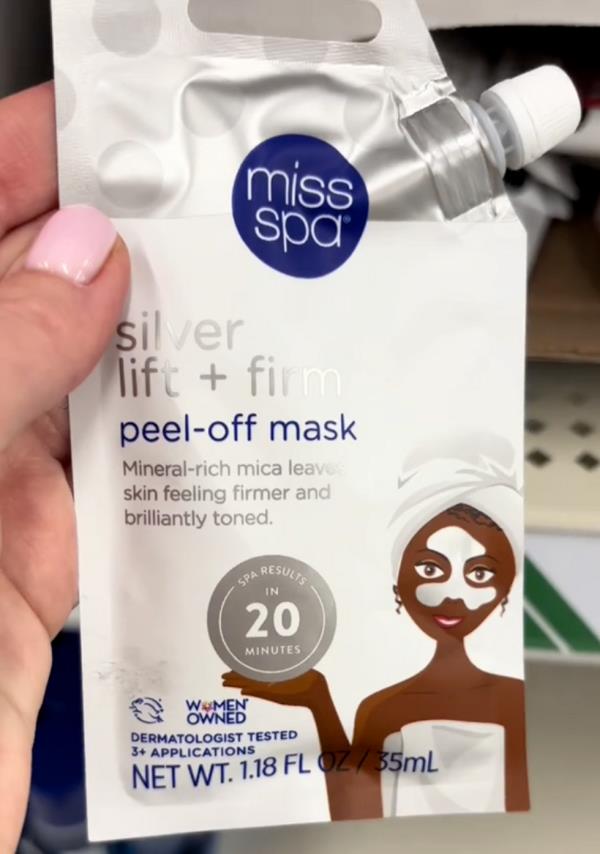 miss
spa®
silver
lift + firm
peel-off mask
Mineral-rich mica leaves
skin feeling firmer and
brilliantly toned.
SPA RESULTS
IN
20
MINUTES
WOMEN
OWNED
DERMATOLOGIST TESTED
3+ APPLICATIONS
NET WT. 1.18 FL OZ / 35mL